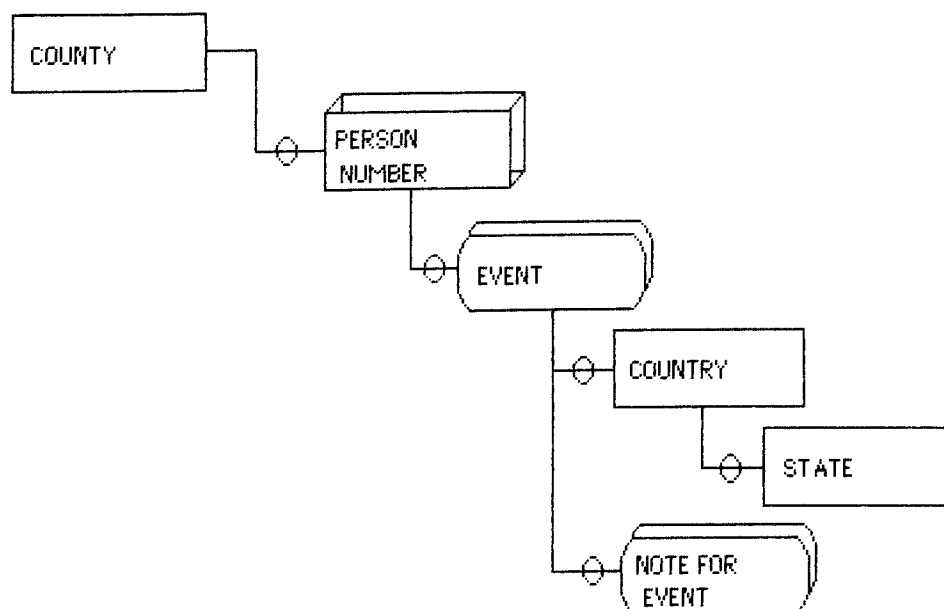 COUNTY
PERSON
NUMBER
EVENT
COUNTRY
STATE
NOTE FOR
EVENT